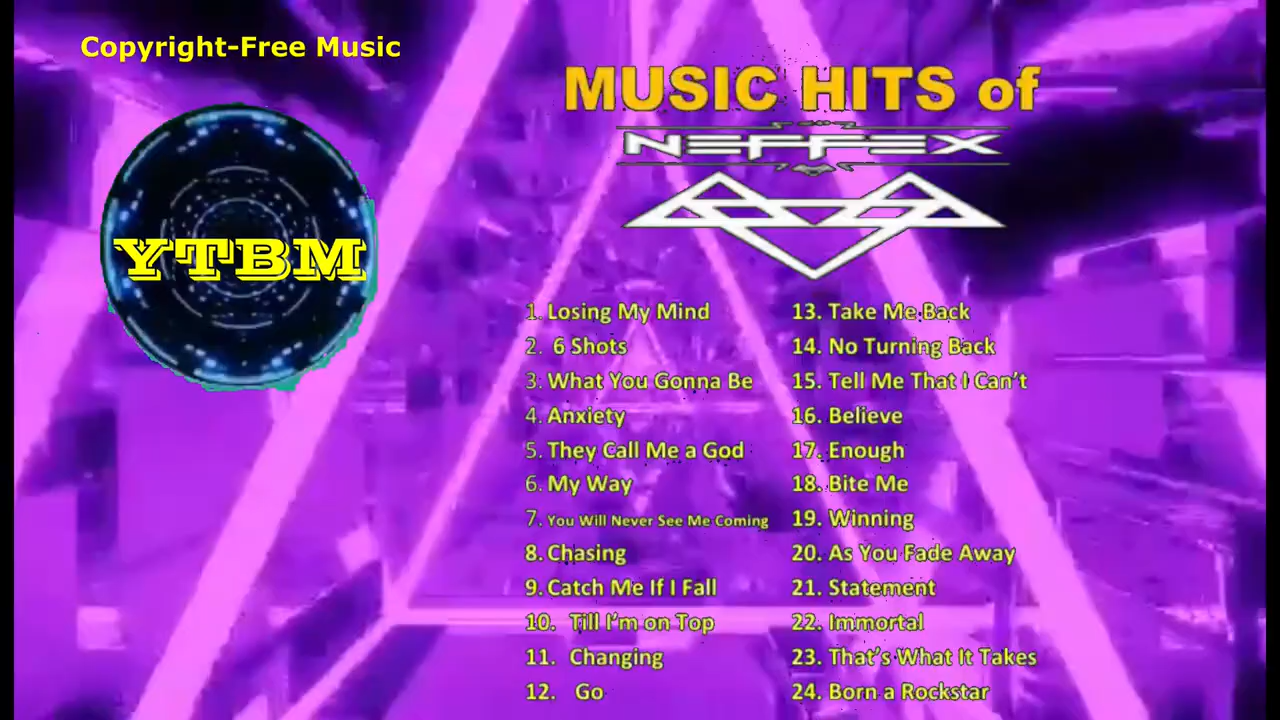 Copyright-Free Music
YTBM
MUSIC HITS of
NEFFEX
1. Losing My Mind
2. 6 Shots
3. What You Gonna Be
4. Anxiety
5. They Call Me a God
6. My Way
7. You Will Never See Me Coming
8. Chasing
9. Catch Me If I Fall
10. Till I'm on Top
11. Changing
12. Go
13. Take Me Back
14. No Turning Back
15. Tell Me That I Can't
16. Believe
17. Enough
18. Bite Me
19. Winning
20. As You Fade Away
21. Statement
22. Immortal
23. That's What It Takes
24. Born a Rockstar